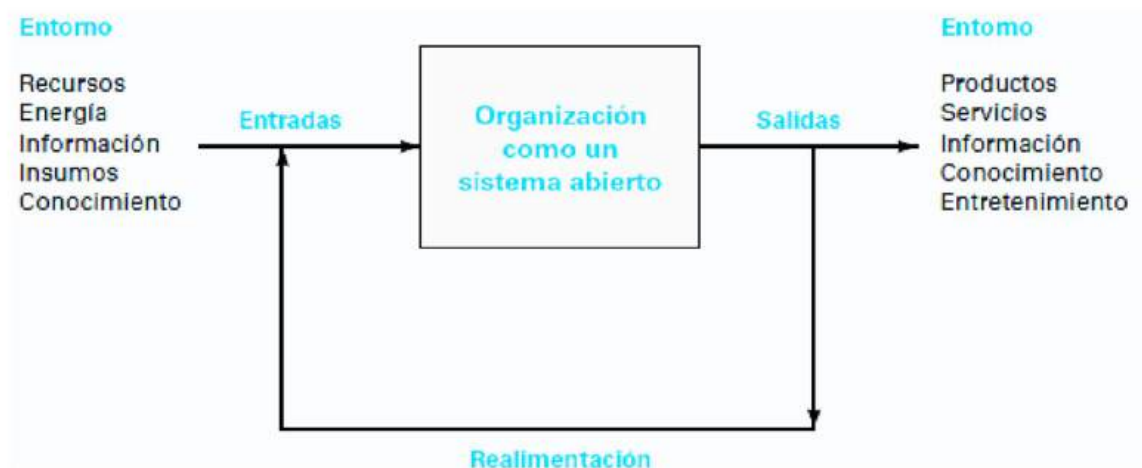 Entorno
Recursos
Energía
Información
Insumos
Conocimiento
Entradas
Organización
como un
sistema abierto
Salidas
Entorno
Productos
Servicios
Información
Conocimiento
Entretenimiento
Realimentación